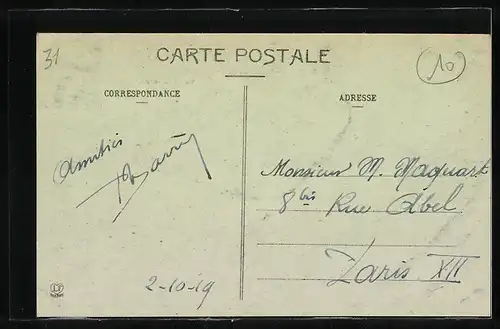 31
CARTE POSTALE
10
CORRESPONDANCE
ADRESSE
Amitiés
Monsieur M. Maquart
8 bis Rue Abel
Paris XII
2-10-19